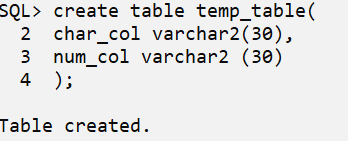 SQL> create table temp_table(
  2  char_col varchar2(30),
  3  num_col varchar2 (30)
  4  );
Table created.